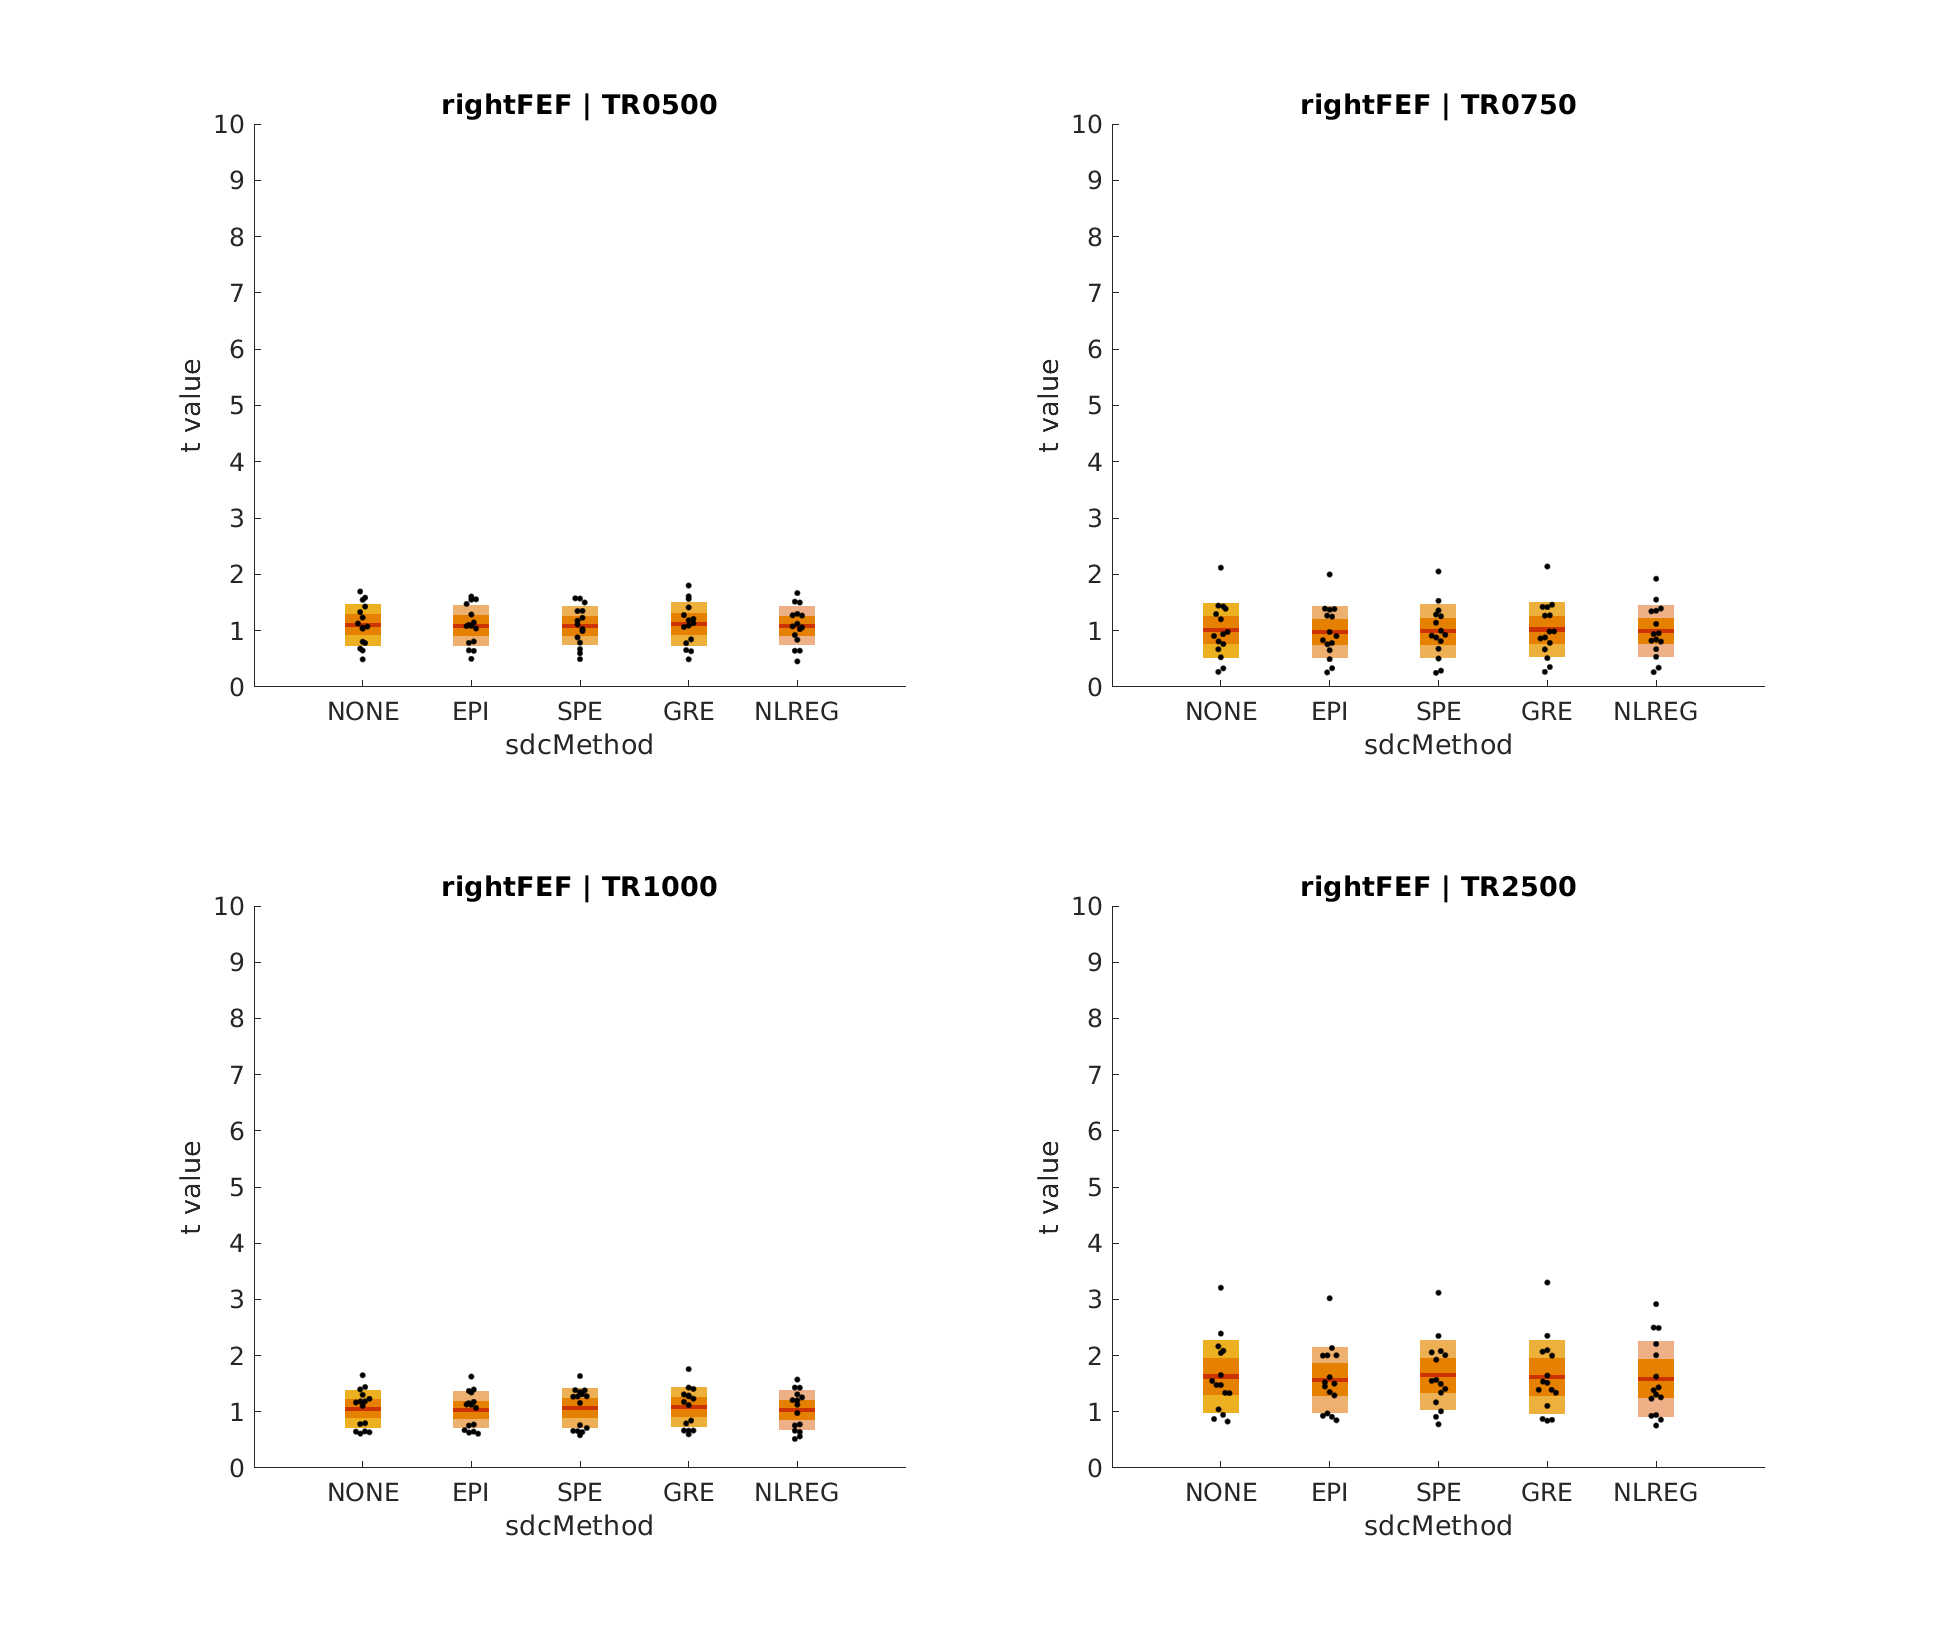 rightFEF | TR0500
10
9
8
7
6
5
4
3
2
1
0
t value
NONE EPI SPE GRE NLREG
sdcMethod
rightFEF | TR0750
10
9
8
7
6
5
4
3
2
1
0
t value
NONE EPI SPE GRE NLREG
sdcMethod
rightFEF | TR1000
10
9
8
7
6
5
4
3
2
1
0
t value
NONE EPI SPE GRE NLREG
sdcMethod
rightFEF | TR2500
10
9
8
7
6
5
4
3
2
1
0
t value
NONE EPI SPE GRE NLREG
sdcMethod